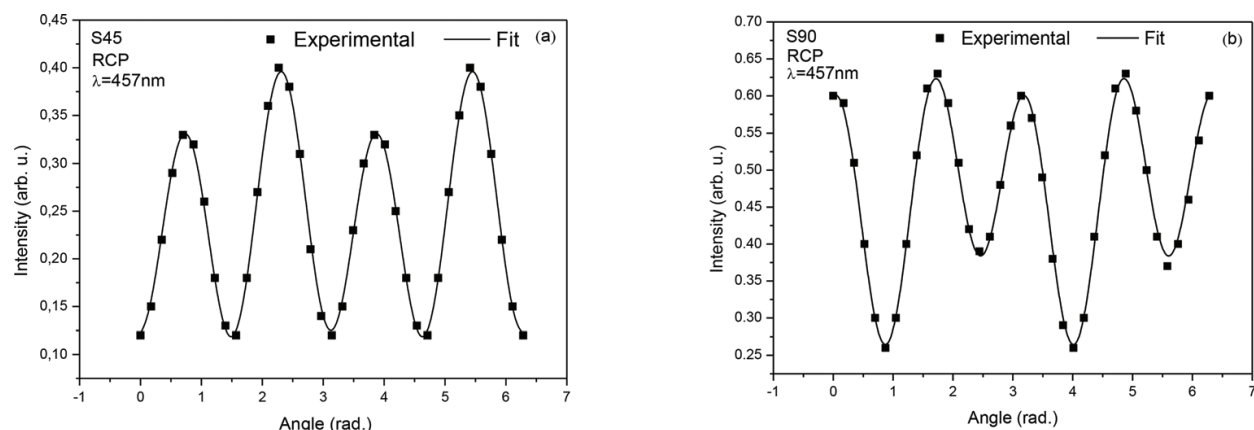 0,45
S45
Experimental
Fit
(a)
RCP
λ=457nm
0,40
0,35
0,30
0,25
0,20
0,15
0,10
Intensity (arb. u.)
-1
0
1
2
3
4
5
6
7
Angle (rad.)
0.70
S90
Experimental
Fit
(b)
RCP
λ=457nm
0.65
0.60
0.55
0.50
0.45
0.40
0.35
0.30
0.25
Intensity (arb. u.)
-1
0
1
2
3
4
5
6
7
Angle (rad.)